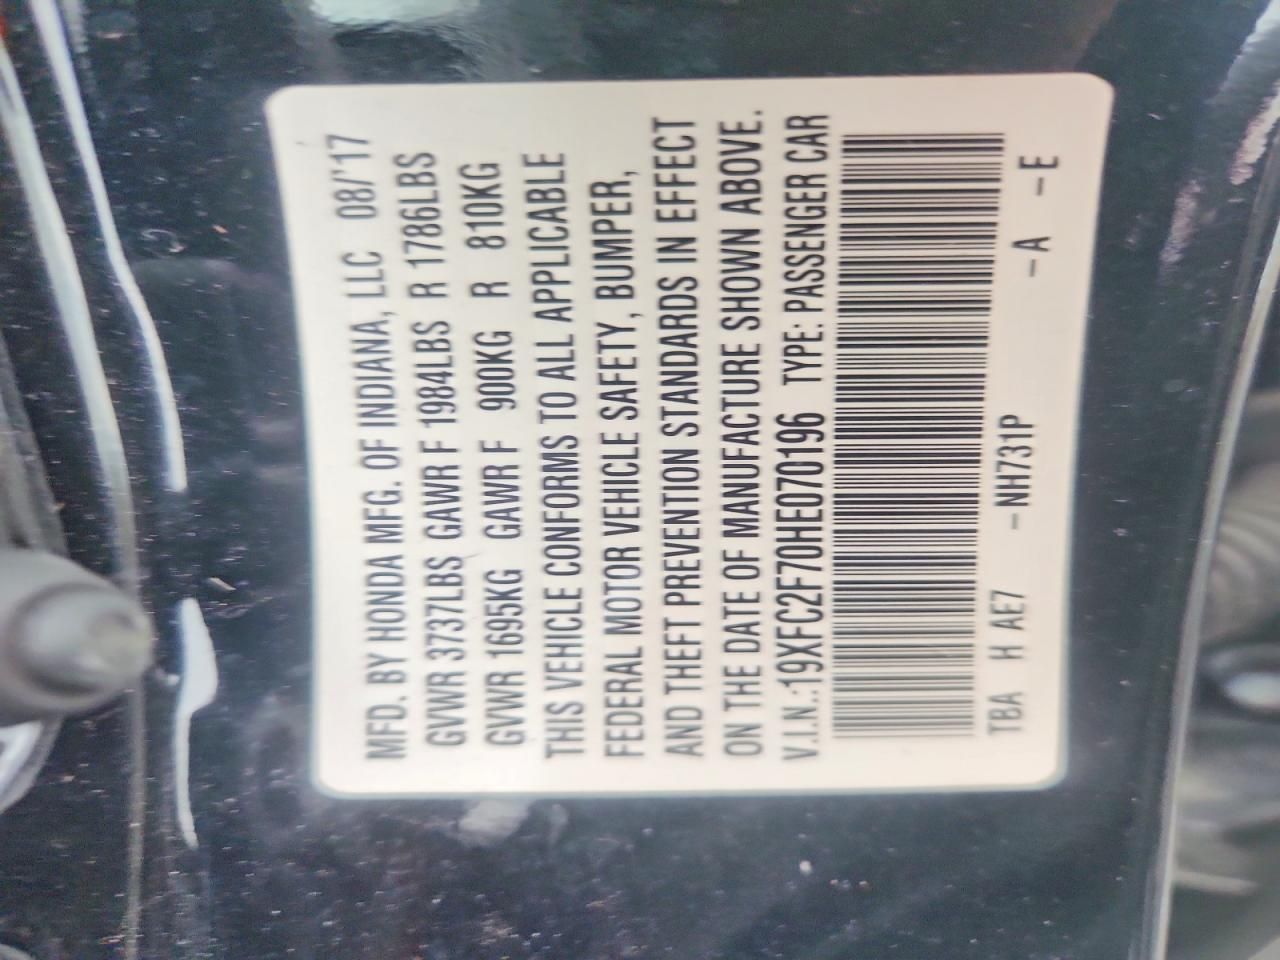 MFD. BY HONDA MFG. OF INDIANA, LLC 08/'17
GVWR 3737LBS GAWR F 1984LBS R 1786LBS
GVWR 1695KG GAWR F 900KG R 810KG
THIS VEHICLE CONFORMS TO ALL APPLICABLE
FEDERAL MOTOR VEHICLE SAFETY, BUMPER,
AND THEFT PREVENTION STANDARDS IN EFFECT
ON THE DATE OF MANUFACTURE SHOWN ABOVE.
V.I.N.:19XFC2F70HE070196 TYPE: PASSENGER CAR
TBA H AE7 -NH731P -A -E